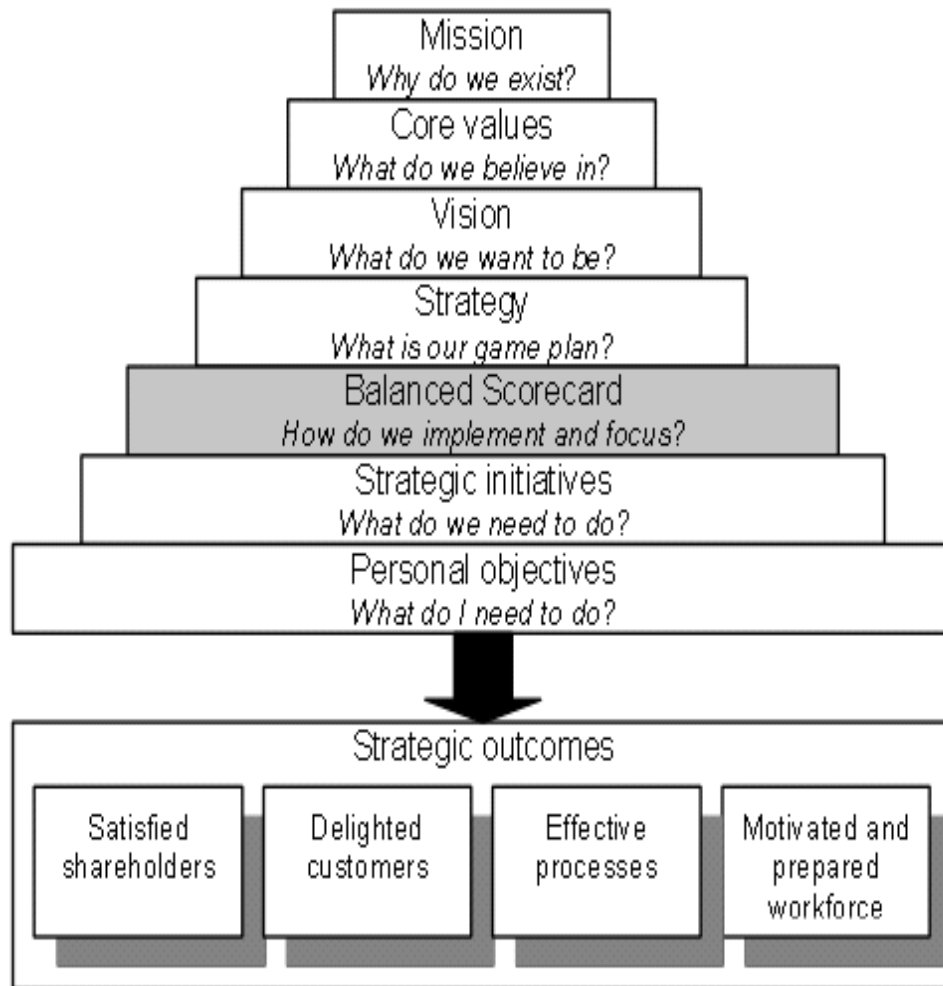 Mission
Why do we exist?
Core values
What do we believe in?
Vision
What do we want to be?
Strategy
What is our game plan?
Balanced Scorecard
How do we implement and focus?
Strategic initiatives
What do we need to do?
Personal objectives
What do I need to do?
Strategic outcomes
Satisfied
shareholders
Delighted
customers
Effective
processes
Motivated and
prepared
workforce